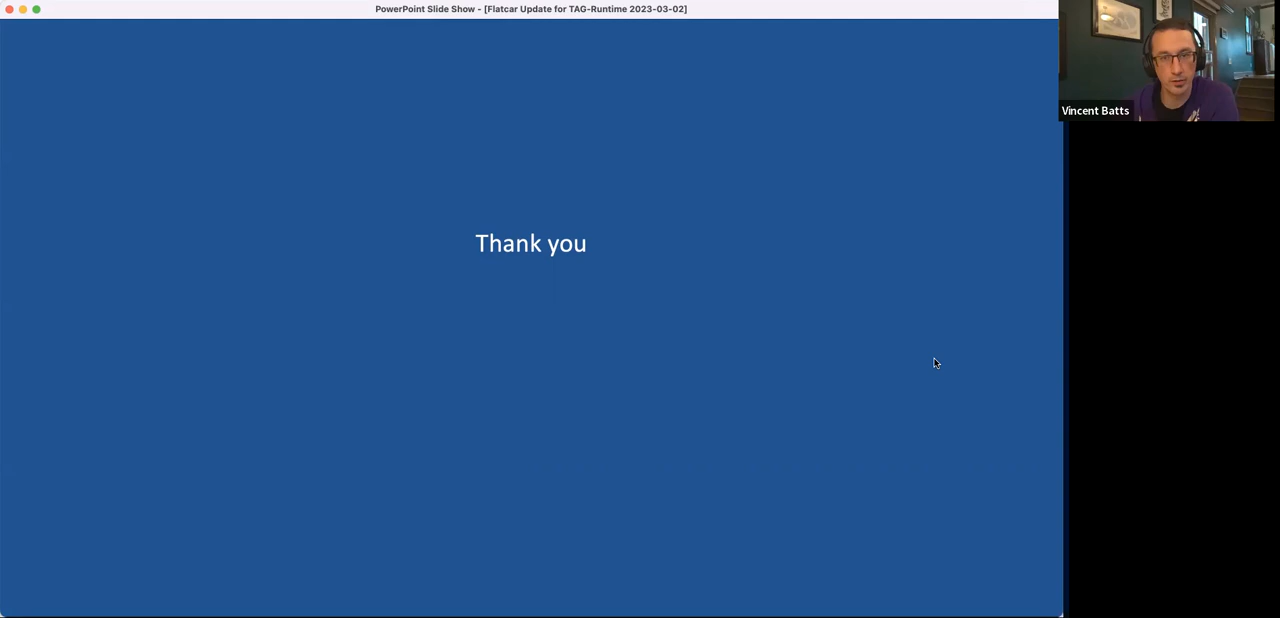 PowerPoint Slide Show - [Flatcar Update for TAG-Runtime 2023-03-02]
Vincent Batts
Thank you